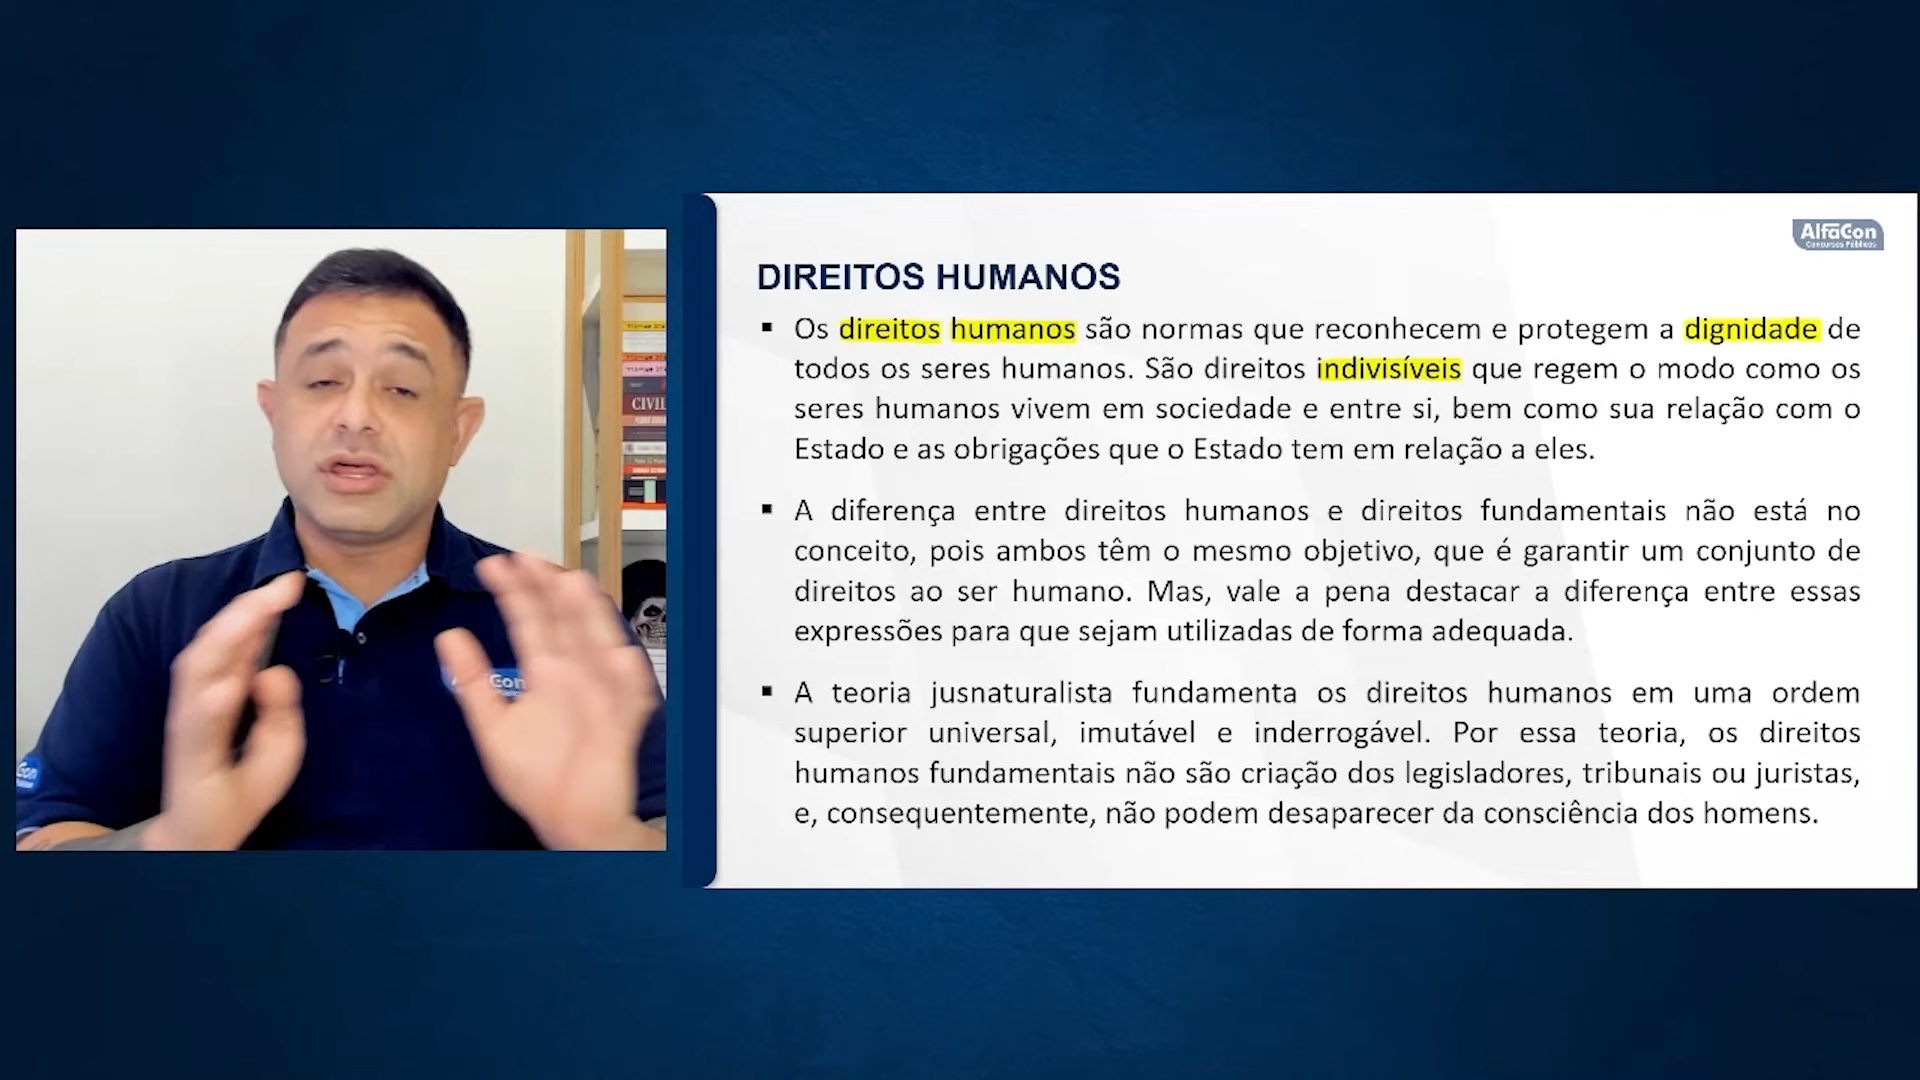 AlfaCon
Concursos Públicos
DIREITOS HUMANOS
▪ Os direitos humanos são normas que reconhecem e protegem a dignidade de
todos os seres humanos. São direitos indivisíveis que regem o modo como os
seres humanos vivem em sociedade e entre si, bem como sua relação com o
Estado e as obrigações que o Estado tem em relação a eles.
▪ A diferença entre direitos humanos e direitos fundamentais não está no
conceito, pois ambos têm o mesmo objetivo, que é garantir um conjunto de
direitos ao ser humano. Mas, vale a pena destacar a diferença entre essas
expressões para que sejam utilizadas de forma adequada.
▪ A teoria jusnaturalista fundamenta os direitos humanos em uma ordem
superior universal, imutável e inderrogável. Por essa teoria, os direitos
humanos fundamentais não são criação dos legisladores, tribunais ou juristas,
e, consequentemente, não podem desaparecer da consciência dos homens.
CIVIL